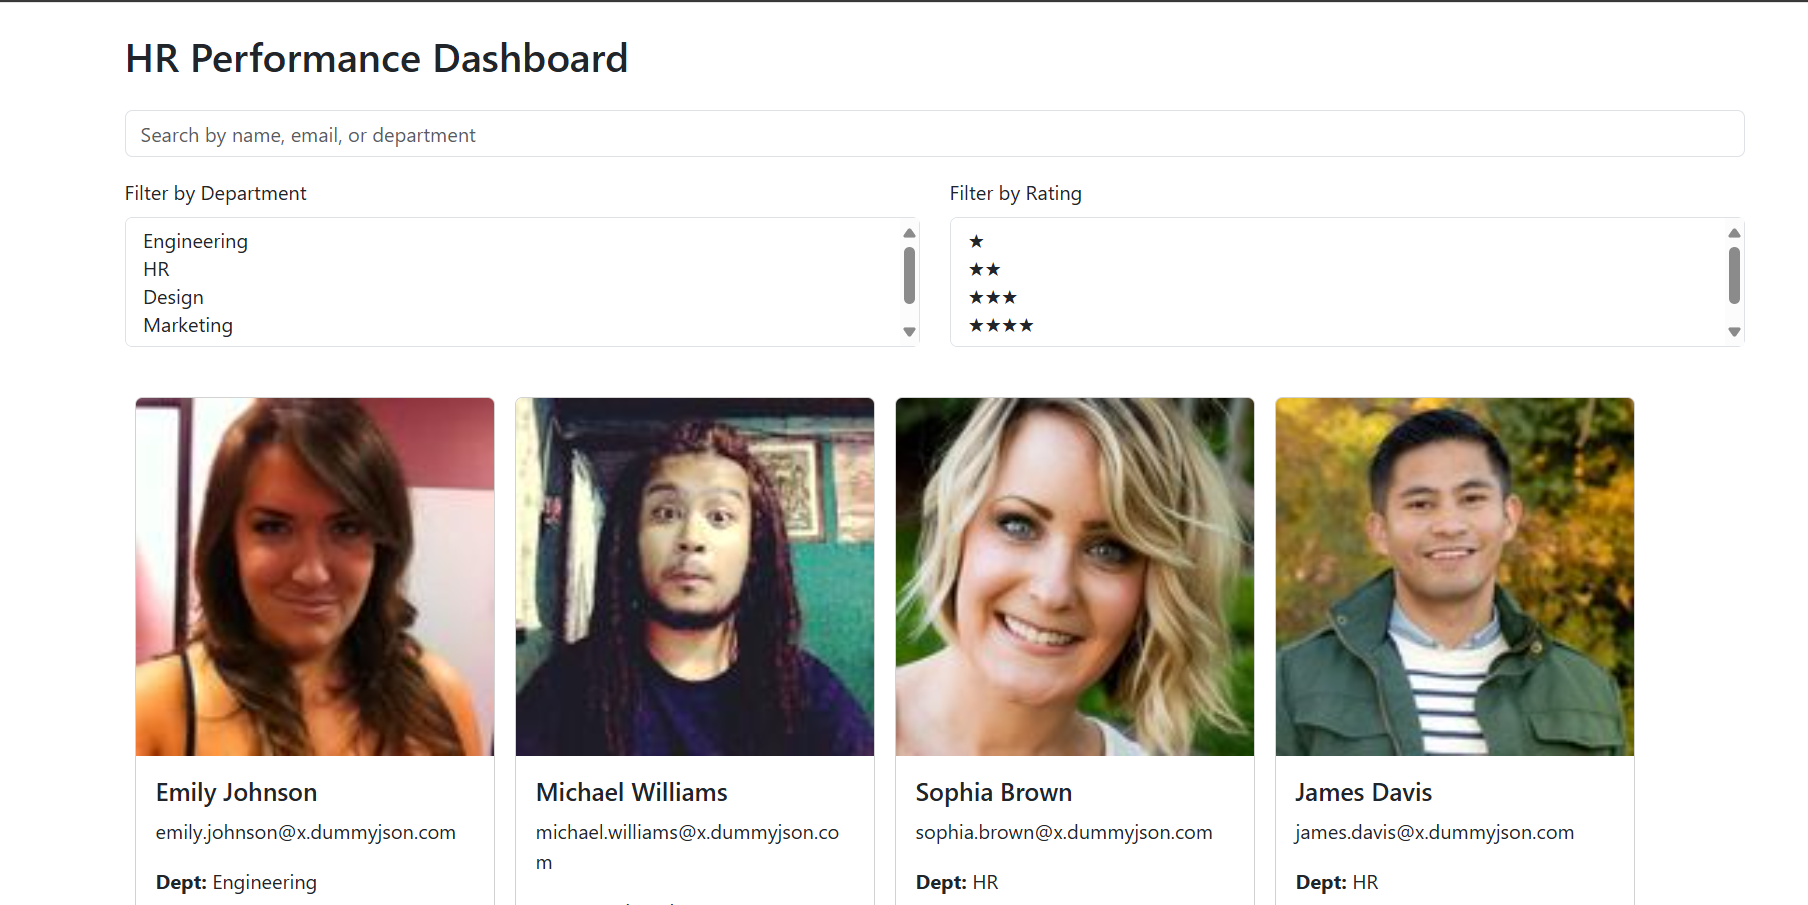 HR Performance Dashboard
Search by name, email, or department
Filter by Department
Filter by Rating
Engineering
HR
Design
Marketing
★
★★
★★★
★★★★
Emily Johnson
emily.johnson@x.dummyjson.com
Dept: Engineering
Michael Williams
michael.williams@x.dummyjson.co
m
Sophia Brown
sophia.brown@x.dummyjson.com
Dept: HR
James Davis
james.davis@x.dummyjson.com
Dept: HR